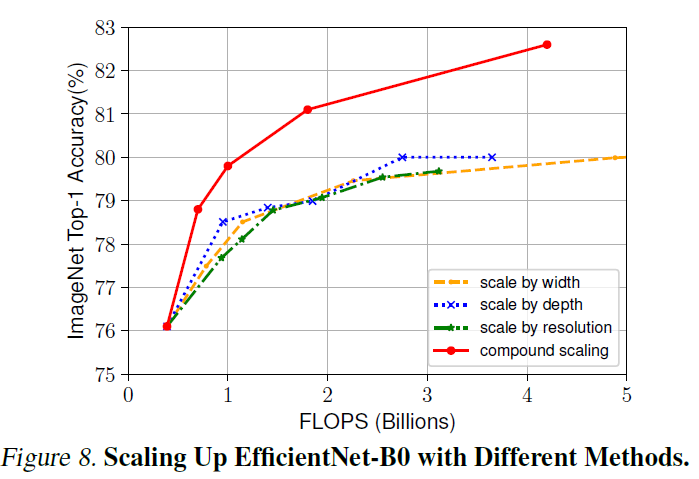 83
82
81
80
79
78
77
76
75
ImageNet Top-1 Accuracy(%)
scale by width
scale by depth
scale by resolution
compound scaling
0 1 2 3 4 5
FLOPS (Billions)
Figure 8. Scaling Up EfficientNet-B0 with Different Methods.